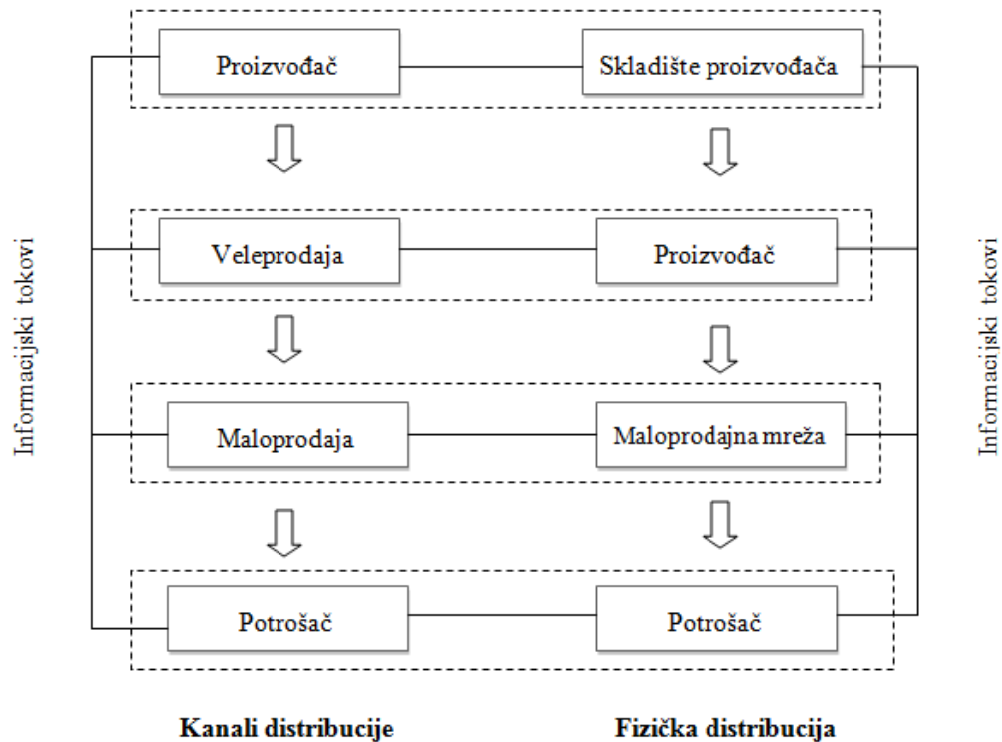 Proizvođač
Skladište proizvođača
Veleprodaja
Proizvođač
Informacijski tokovi
Informacijski tokovi
Maloprodaja
Maloprodajna mreža
Potrošač
Potrošač
Kanali distribucije
Fizička distribucija